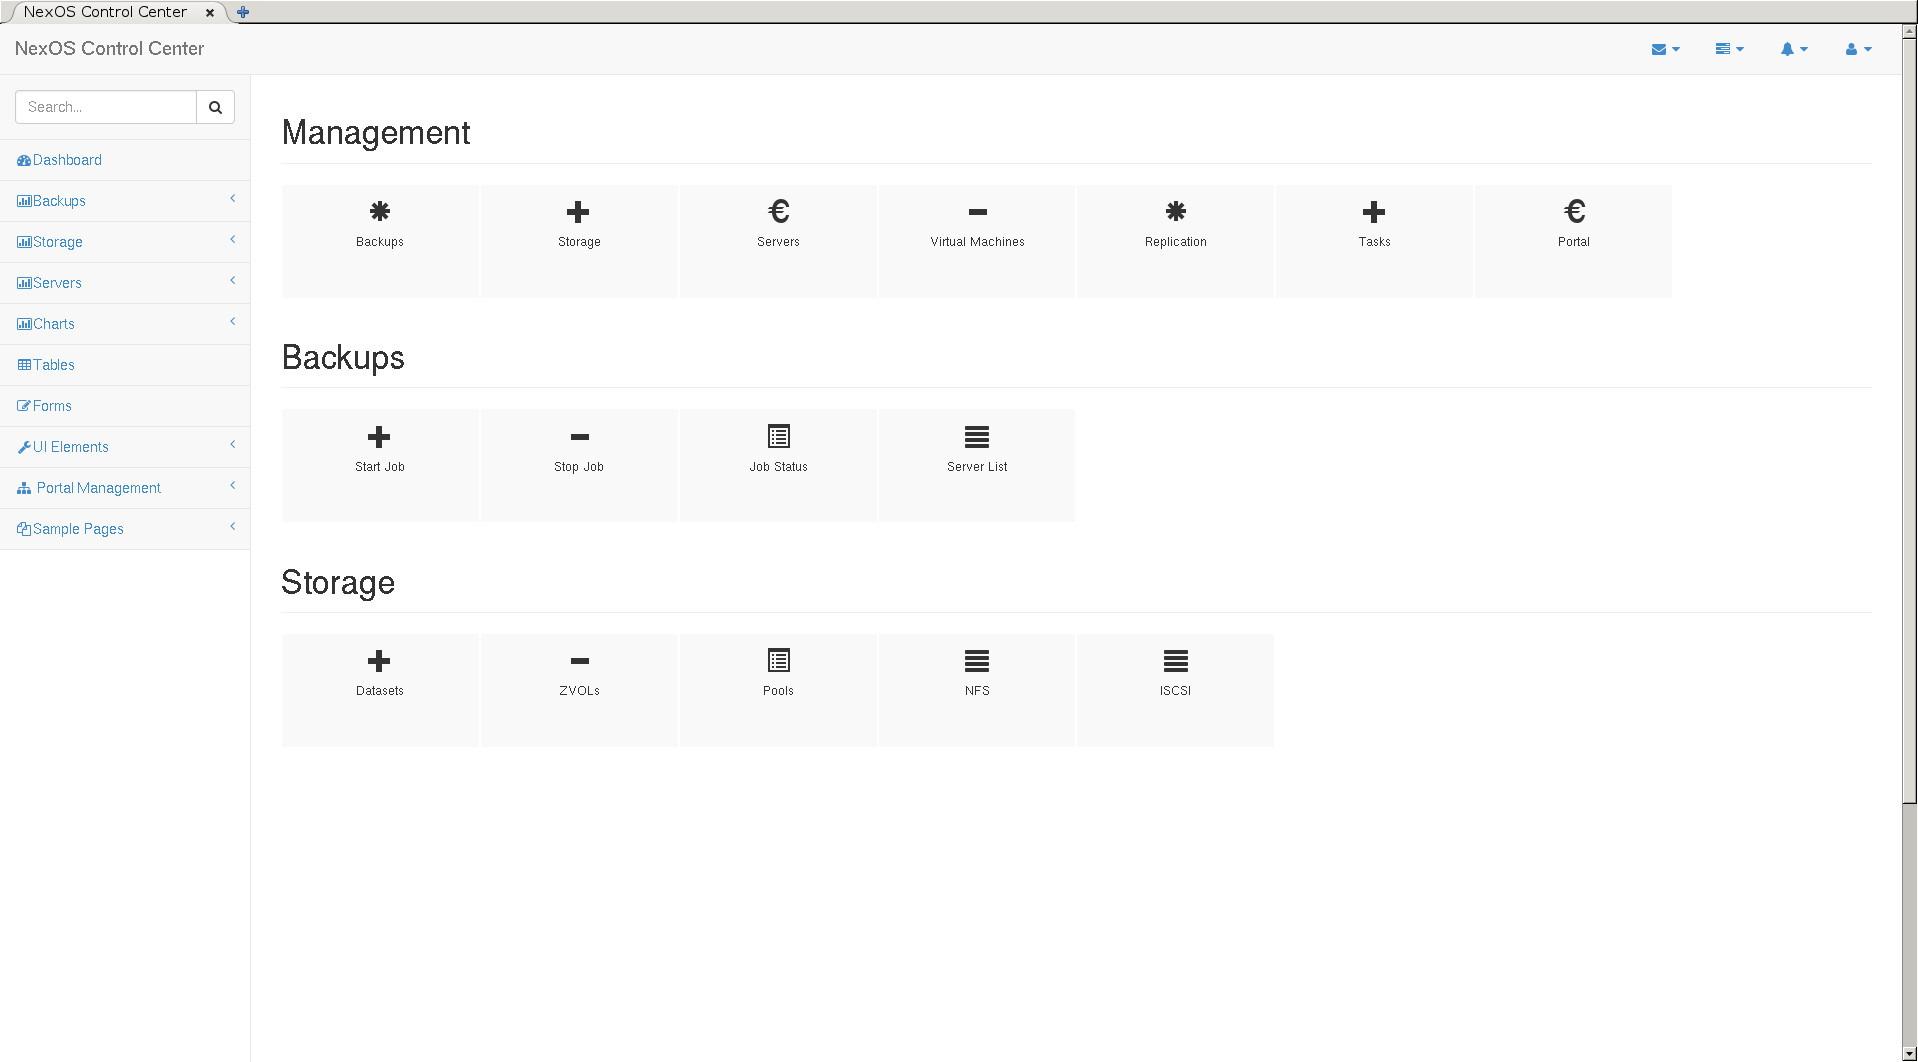 NexOS Control Center
NexOS Control Center
Search...
Dashboard
Backups
Storage
Servers
Charts
Tables
Forms
UI Elements
Portal Management
Sample Pages
Management
Backups
Storage
€
Servers
Virtual Machines
Replication
Tasks
€
Portal
Backups
Start Job
Stop Job
Job Status
Server List
Storage
Datasets
ZVOLs
Pools
NFS
ISCSI